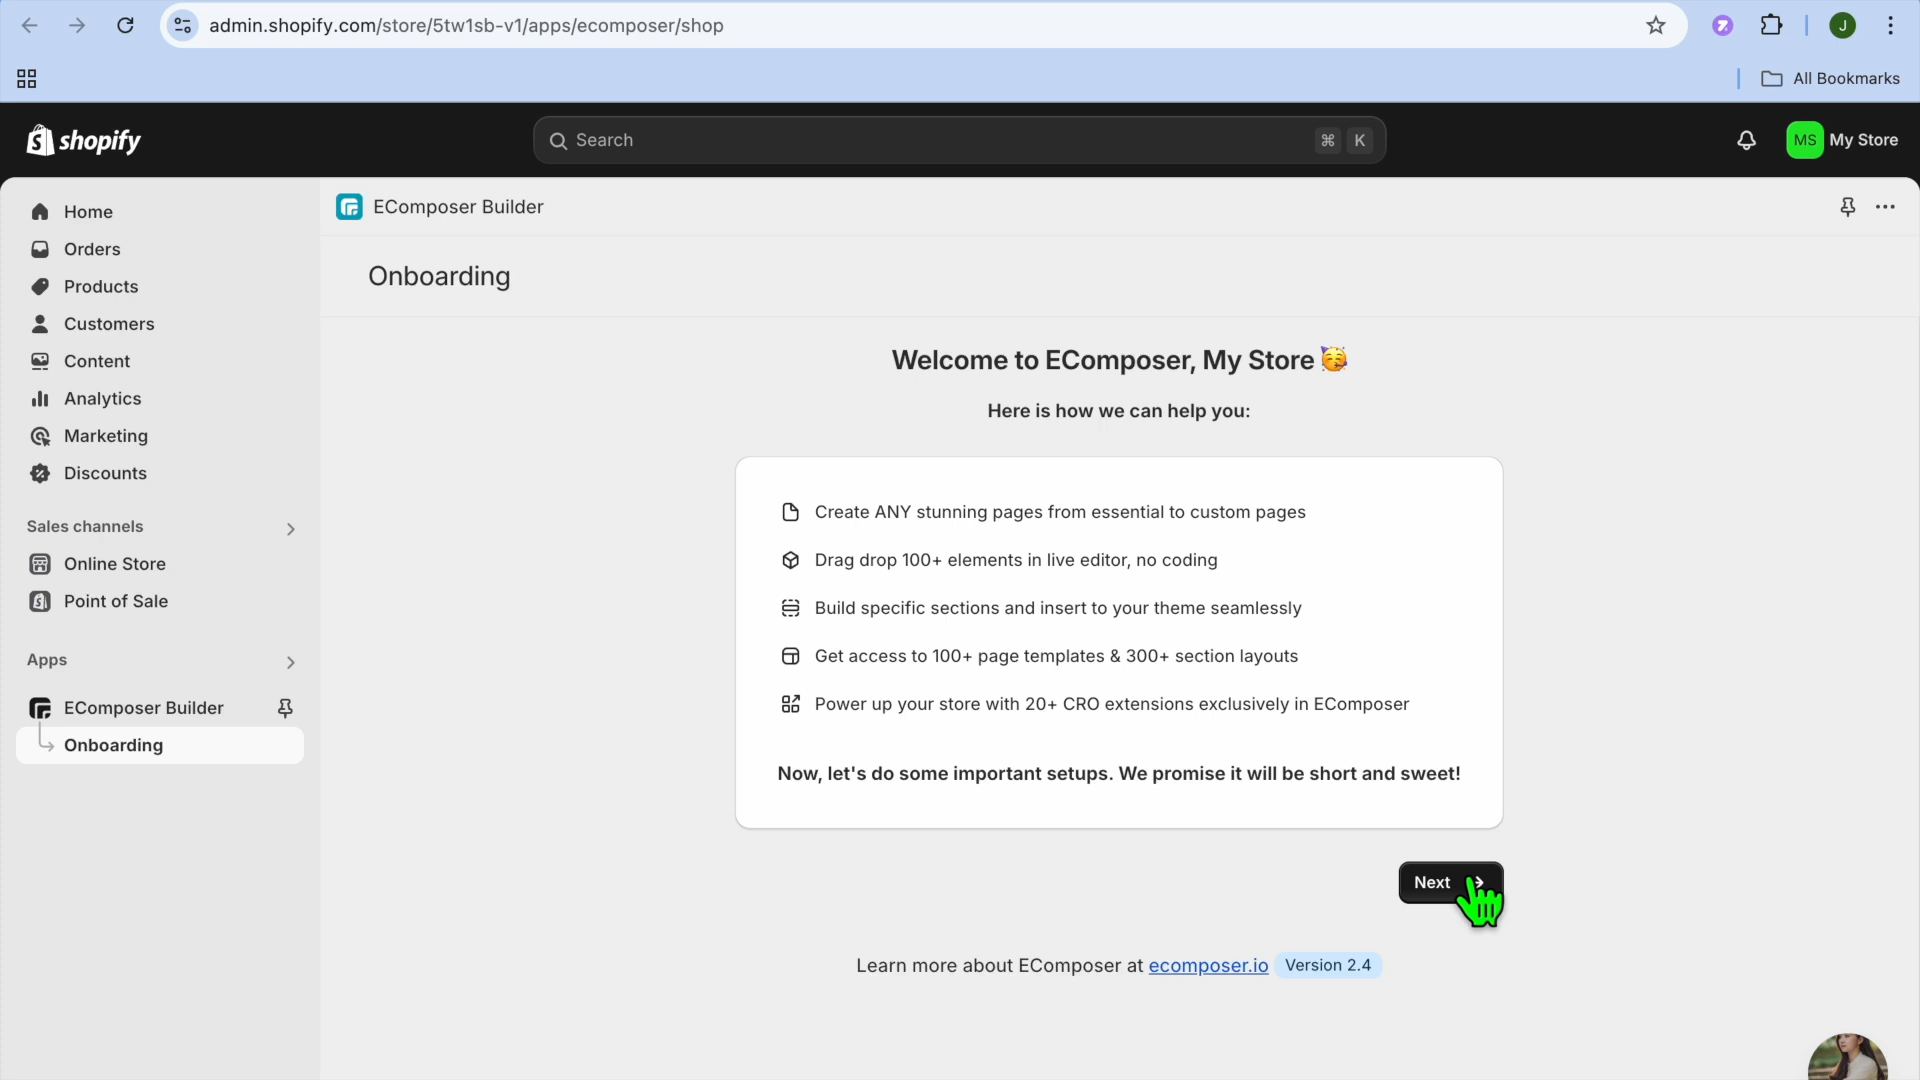 admin.shopify.com/store/5tw1sb-v1/apps/ecomposer/shop
J
All Bookmarks
shopify
Search
⌘ K
MS My Store
Home
Orders
Products
Customers
Content
Analytics
Marketing
Discounts
Sales channels
Online Store
Point of Sale
Apps
EComposer Builder
Onboarding
EComposer Builder
Onboarding
Welcome to EComposer, My Store 🥳
Here is how we can help you:
Create ANY stunning pages from essential to custom pages
Drag drop 100+ elements in live editor, no coding
Build specific sections and insert to your theme seamlessly
Get access to 100+ page templates & 300+ section layouts
Power up your store with 20+ CRO extensions exclusively in EComposer
Now, let's do some important setups. We promise it will be short and sweet!
Next
Learn more about EComposer at ecomposer.io Version 2.4